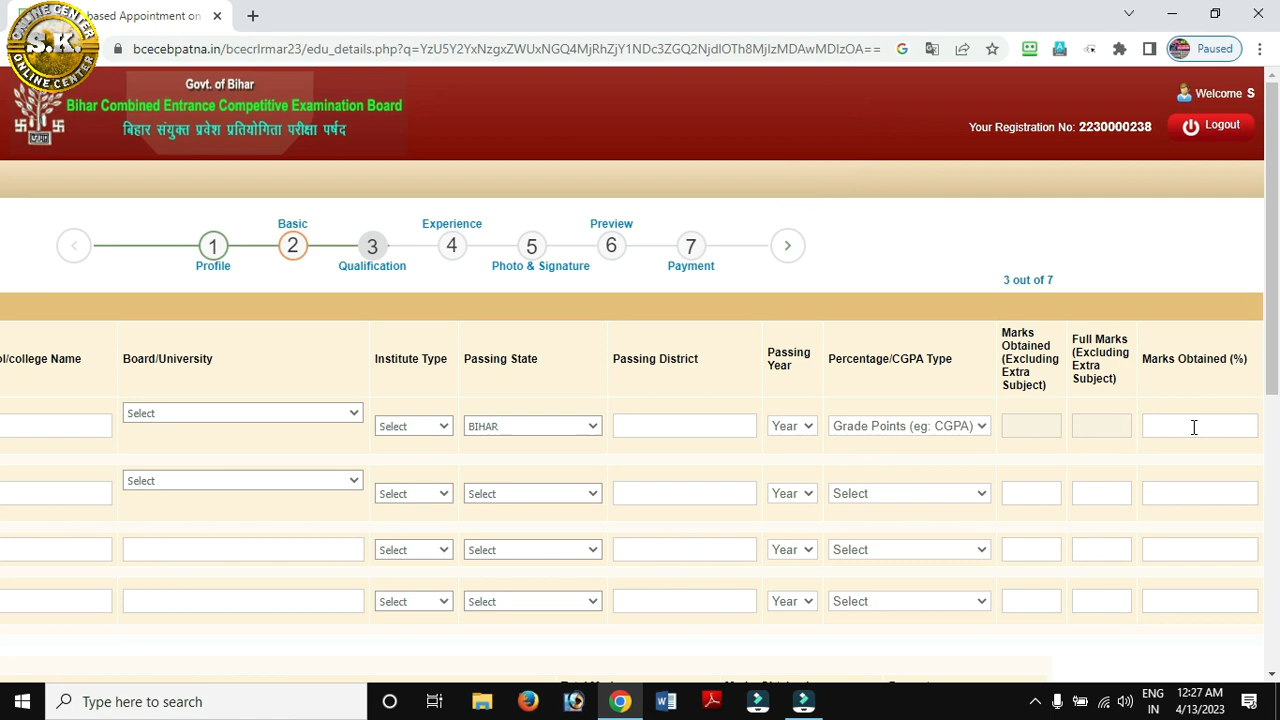 based Appointment on
bcecebpatna.in/bcecrlrmar23/edu_details.php?q=YzU5Y2YxNzgxZWUxNGQ4MjRhZjY1NDc3ZGQ2NjdlOTh8MjIzMDAwMDIzOA==
Paused
ONLINE CENTER
S.K.
ONLINE CENTER
Govt. of Bihar
Bihar Combined Entrance Competitive Examination Board
बिहार संयुक्त प्रवेश प्रतियोगिता परीक्षा पर्षद
Welcome S
Your Registration No: 2230000238
Logout
Basic Experience Preview
1 2 3 4 5 6 7
Profile Qualification Photo & Signature Payment
3 out of 7
ol/college Name
Board/University
Institute Type
Passing State
Passing District
Passing
Year
Percentage/CGPA Type
Marks
Obtained
(Excluding
Extra
Subject)
Full Marks
(Excluding
Extra
Subject)
Marks Obtained (%)
Select Select BIHAR Year Grade Points (eg: CGPA)
Select Select Select Year Select
Select Select Year Select
Select Select Year Select
Type here to search
ENG
IN
12:27 AM
4/13/2023